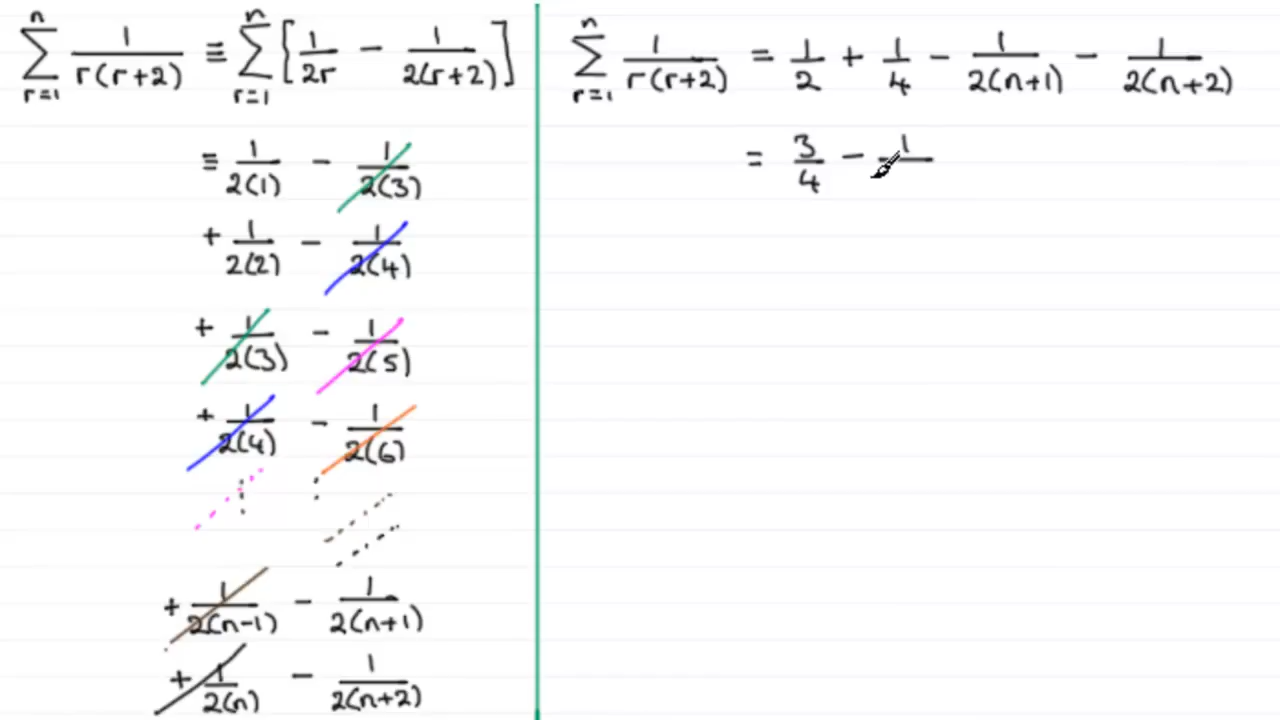 n n
∑ 1/r(r+2) ≡ ∑ [1/2r − 1/2(r+2)]
r=1 r=1
≡ 1/2(1) − 1/2(3)
+ 1/2(2) − 1/2(4)
+ 1/2(3) − 1/2(5)
+ 1/2(4) − 1/2(6)
+ 1/2(n-1) − 1/2(n+1)
+ 1/2(n) − 1/2(n+2)
n
∑ 1/r(r+2) = 1/2 + 1/4 − 1/2(n+1) − 1/2(n+2)
r=1
= 3/4 − 1/